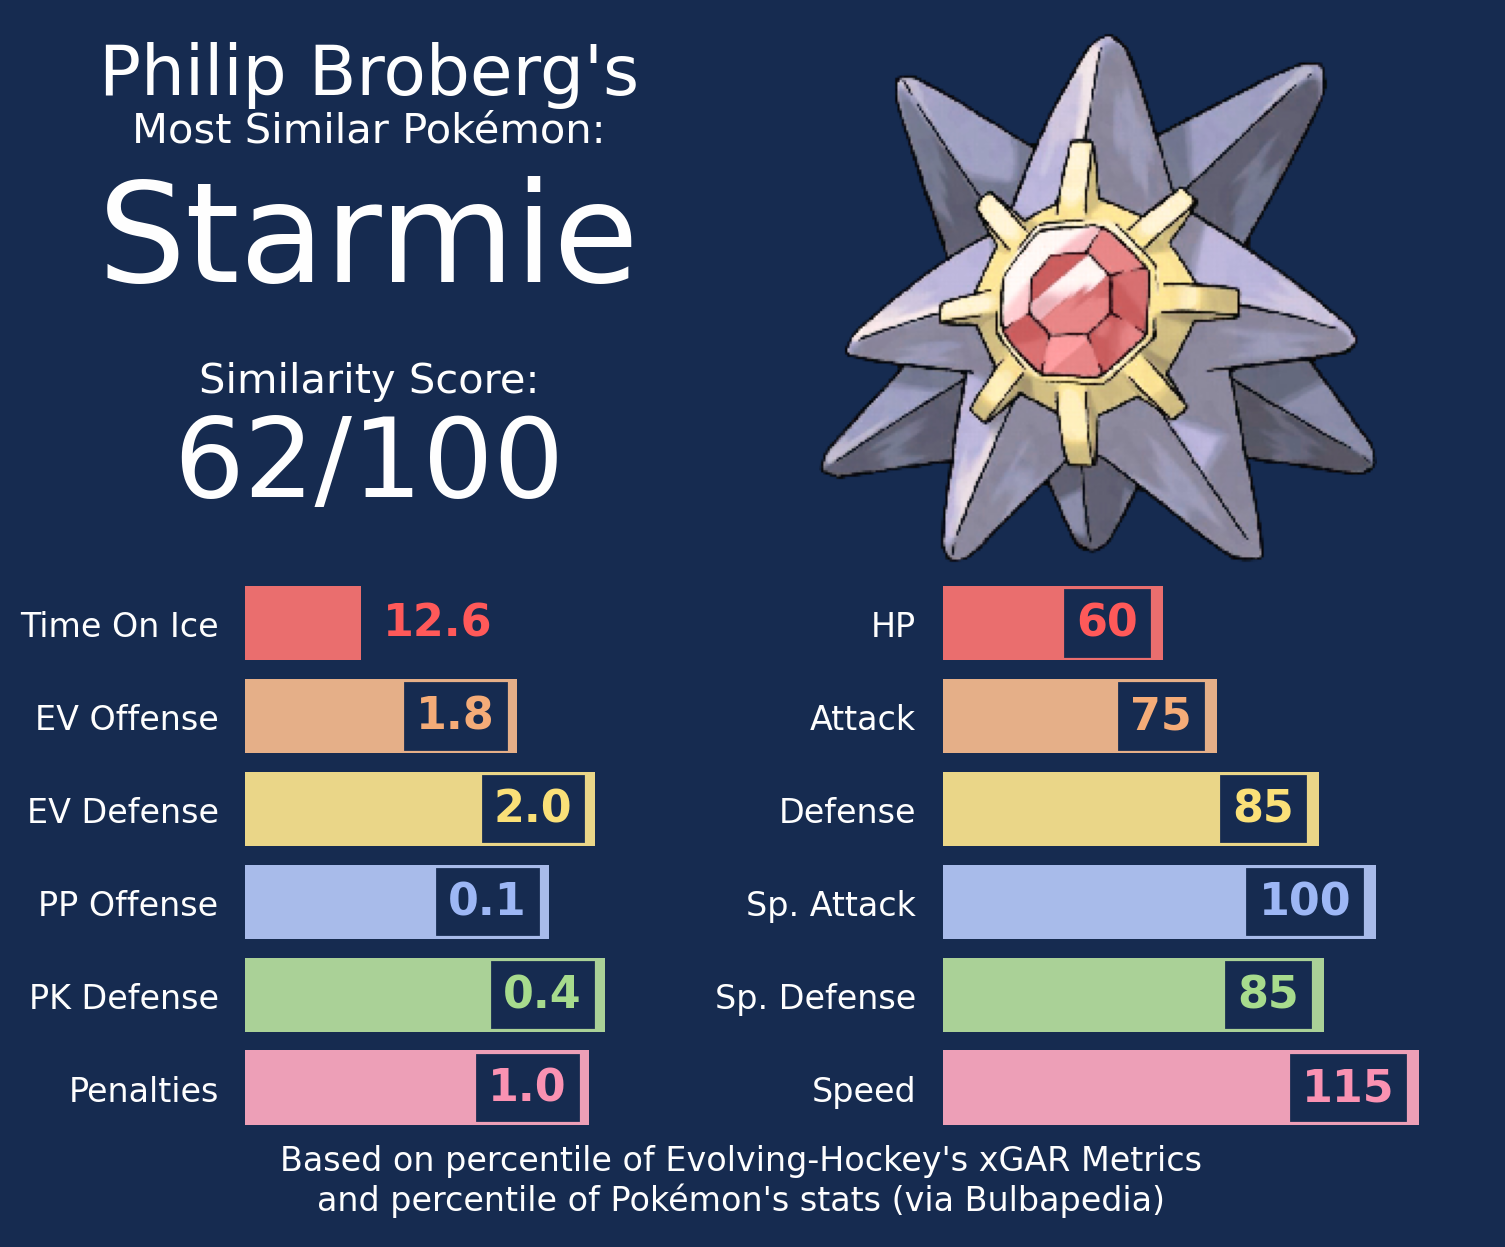 Philip Broberg's
Most Similar Pokémon:
Starmie
Similarity Score:
62/100
Time On Ice 12.6
EV Offense 1.8
EV Defense 2.0
PP Offense 0.1
PK Defense 0.4
Penalties 1.0
HP 60
Attack 75
Defense 85
Sp. Attack 100
Sp. Defense 85
Speed 115
Based on percentile of Evolving-Hockey's xGAR Metrics
and percentile of Pokémon's stats (via Bulbapedia)